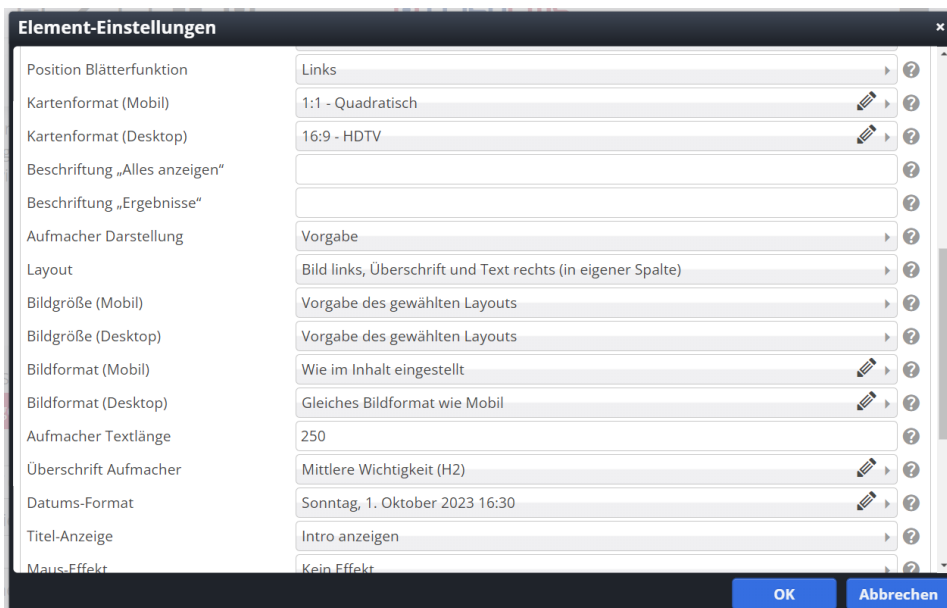 Element-Einstellungen
Position Blätterfunktion Links
Kartenformat (Mobil) 1:1 - Quadratisch
Kartenformat (Desktop) 16:9 - HDTV
Beschriftung „Alles anzeigen“
Beschriftung „Ergebnisse“
Aufmacher Darstellung Vorgabe
Layout Bild links, Überschrift und Text rechts (in eigener Spalte)
Bildgröße (Mobil) Vorgabe des gewählten Layouts
Bildgröße (Desktop) Vorgabe des gewählten Layouts
Bildformat (Mobil) Wie im Inhalt eingestellt
Bildformat (Desktop) Gleiches Bildformat wie Mobil
Aufmacher Textlänge 250
Überschrift Aufmacher Mittlere Wichtigkeit (H2)
Datums-Format Sonntag, 1. Oktober 2023 16:30
Titel-Anzeige Intro anzeigen
Maus-Effekt Kein Effekt
OK Abbrechen